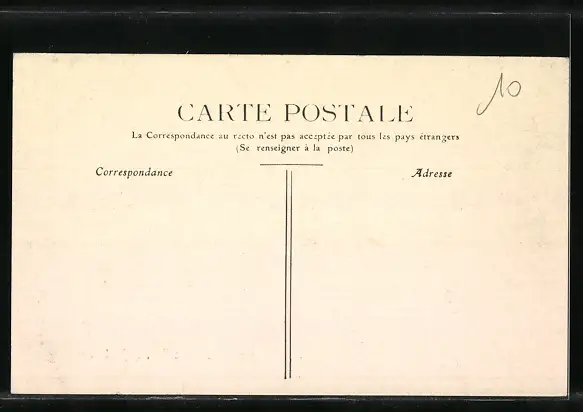 10
CARTE POSTALE
La Correspondance au recto n'est pas acceptée par tous les pays étrangers
(Se renseigner à la poste)
Correspondance
Adresse